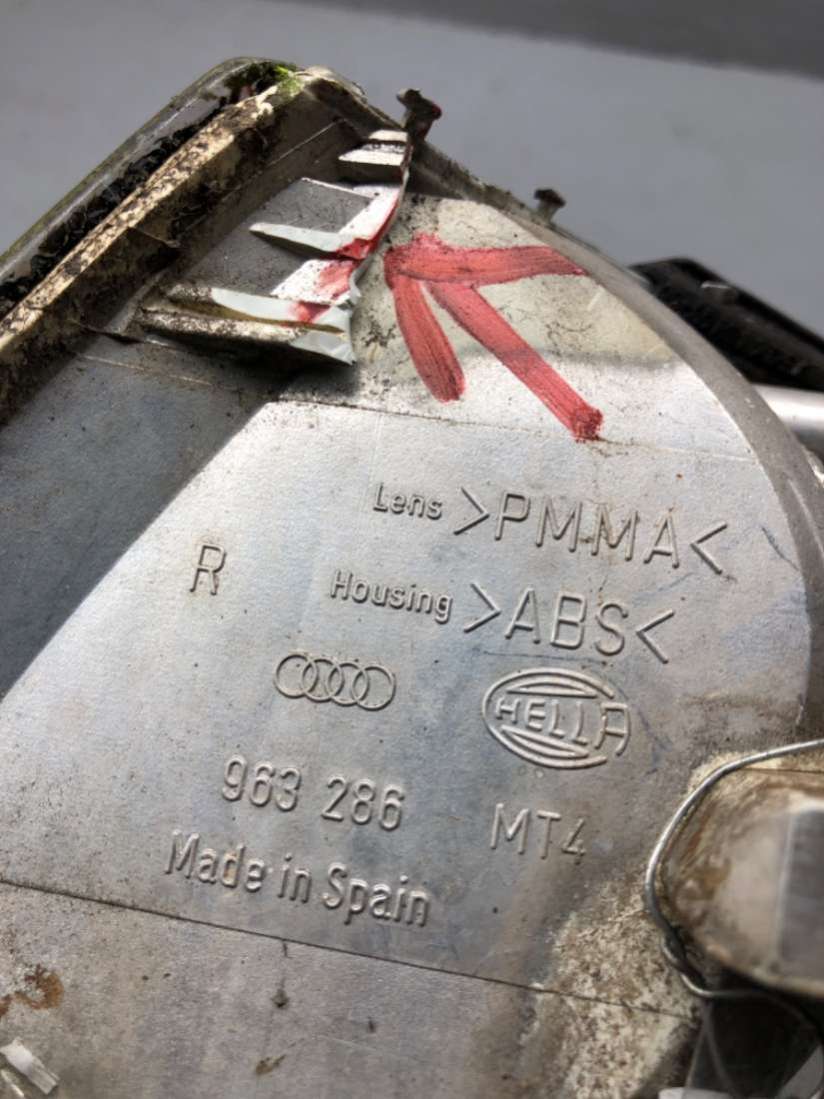 Lens >PMMA<
R
Housing >ABS<
HELLA
963 286
MT4
Made in Spain